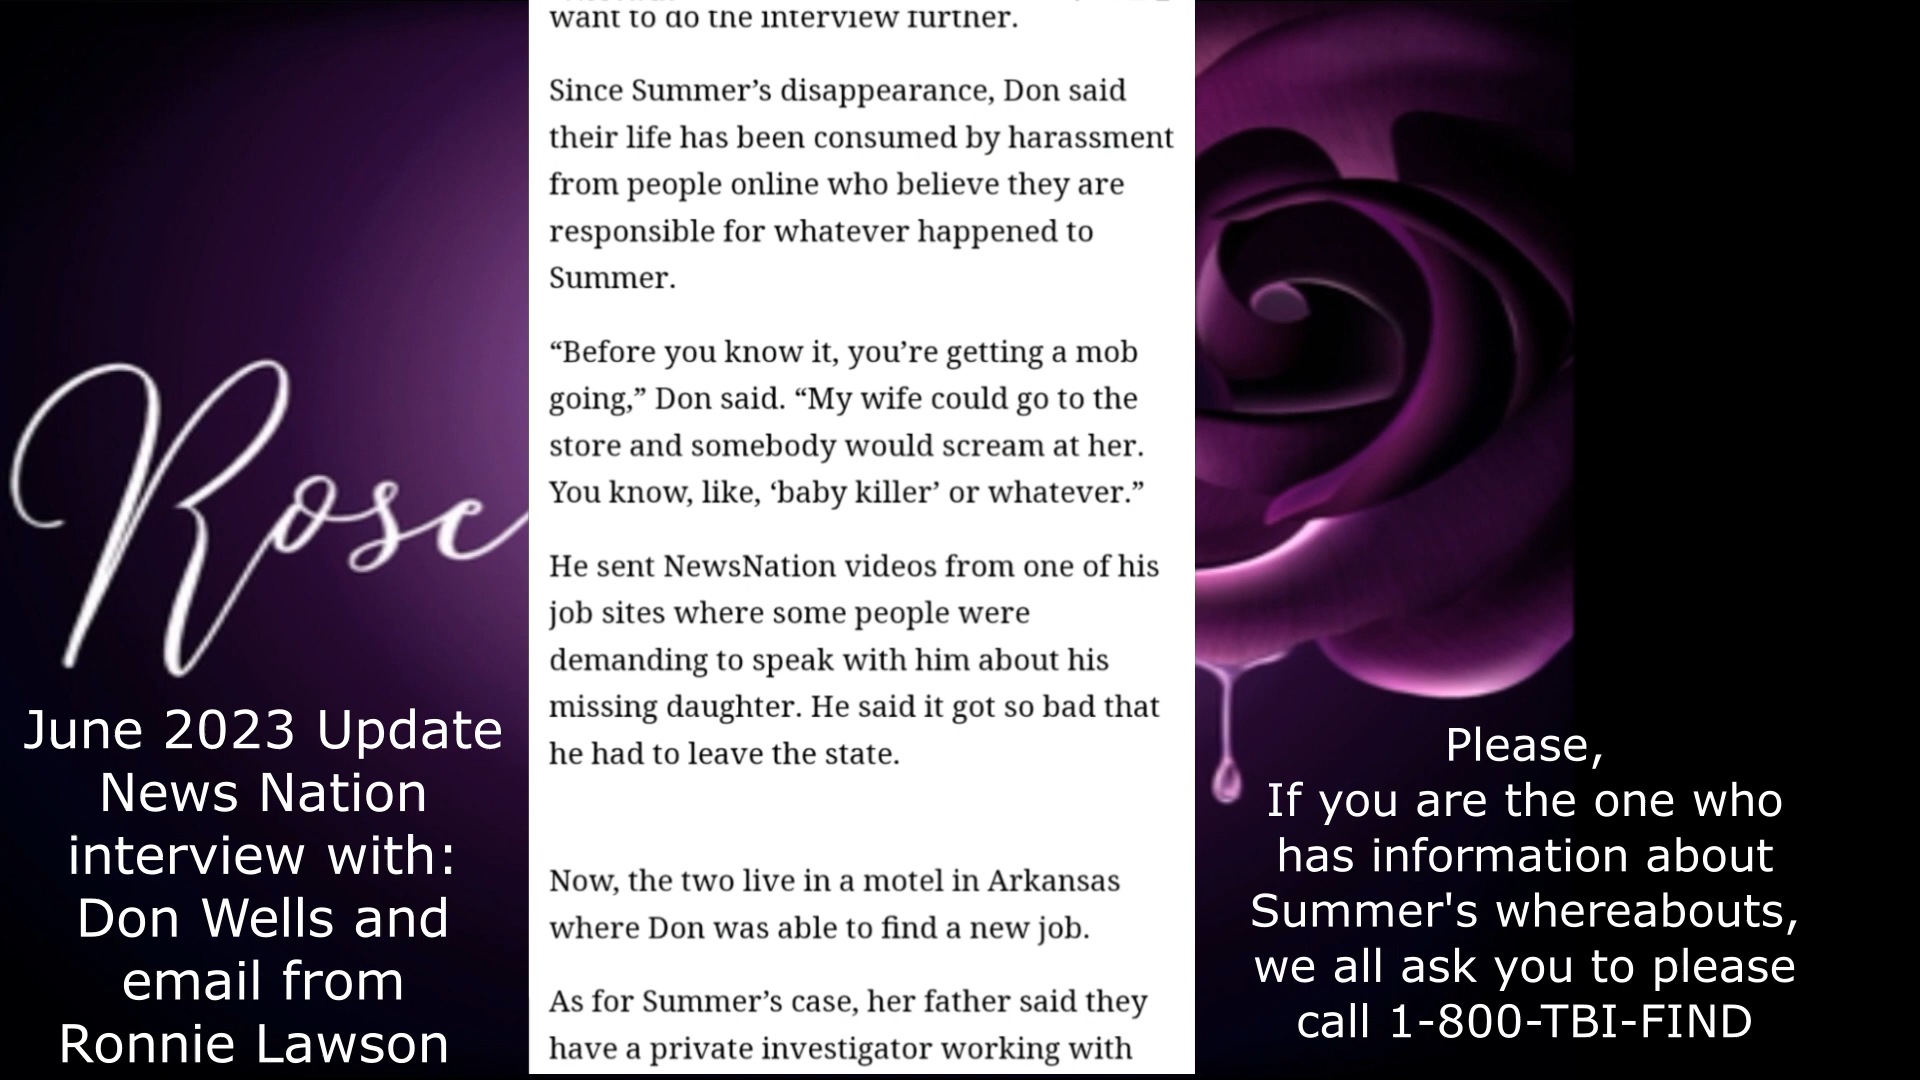 Rose
June 2023 Update
News Nation
interview with:
Don Wells and
email from
Ronnie Lawson
want to do the interview further.
Since Summer’s disappearance, Don said
their life has been consumed by harassment
from people online who believe they are
responsible for whatever happened to
Summer.
“Before you know it, you’re getting a mob
going,” Don said. “My wife could go to the
store and somebody would scream at her.
You know, like, ‘baby killer’ or whatever.”
He sent NewsNation videos from one of his
job sites where some people were
demanding to speak with him about his
missing daughter. He said it got so bad that
he had to leave the state.
Now, the two live in a motel in Arkansas
where Don was able to find a new job.
As for Summer’s case, her father said they
have a private investigator working with
Please,
If you are the one who
has information about
Summer's whereabouts,
we all ask you to please
call 1-800-TBI-FIND